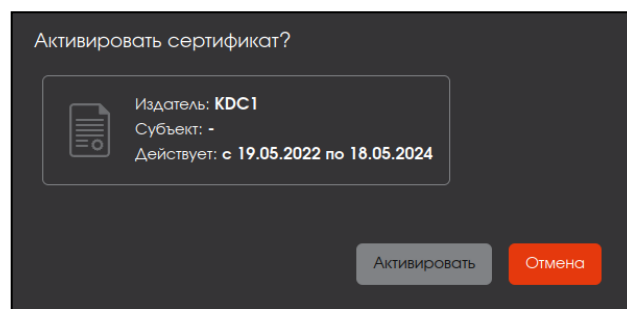 Активировать сертификат?
Издатель: KDC1
Субъект: -
Действует: с 19.05.2022 по 18.05.2024
Активировать
Отмена